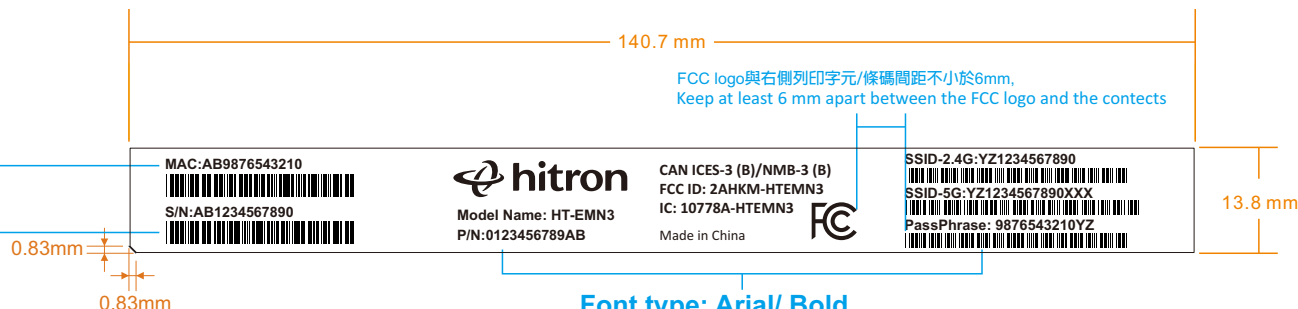 140.7 mm
FCC logo與右側列印字元/條碼間距不小於6mm,
Keep at least 6 mm apart between the FCC logo and the contects
MAC:AB9876543210
S/N:AB1234567890
hitron
Model Name: HT-EMN3
P/N:0123456789AB
CAN ICES-3 (B)/NMB-3 (B)
FCC ID: 2AHKM-HTEMN3
IC: 10778A-HTEMN3
Made in China
FC
SSID-2.4G:YZ1234567890
SSID-5G:YZ1234567890XXX
PassPhrase: 9876543210YZ
13.8 mm
0.83mm
0.83mm
Font type: Arial/ Bold